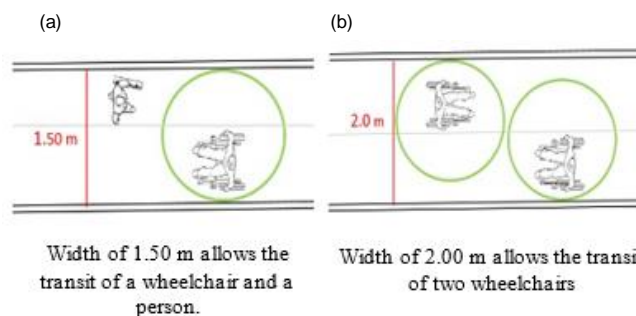 (a)
1.50 m
Width of 1.50 m allows the
transit of a wheelchair and a
person.
(b)
2.0 m
Width of 2.00 m allows the transit
of two wheelchairs